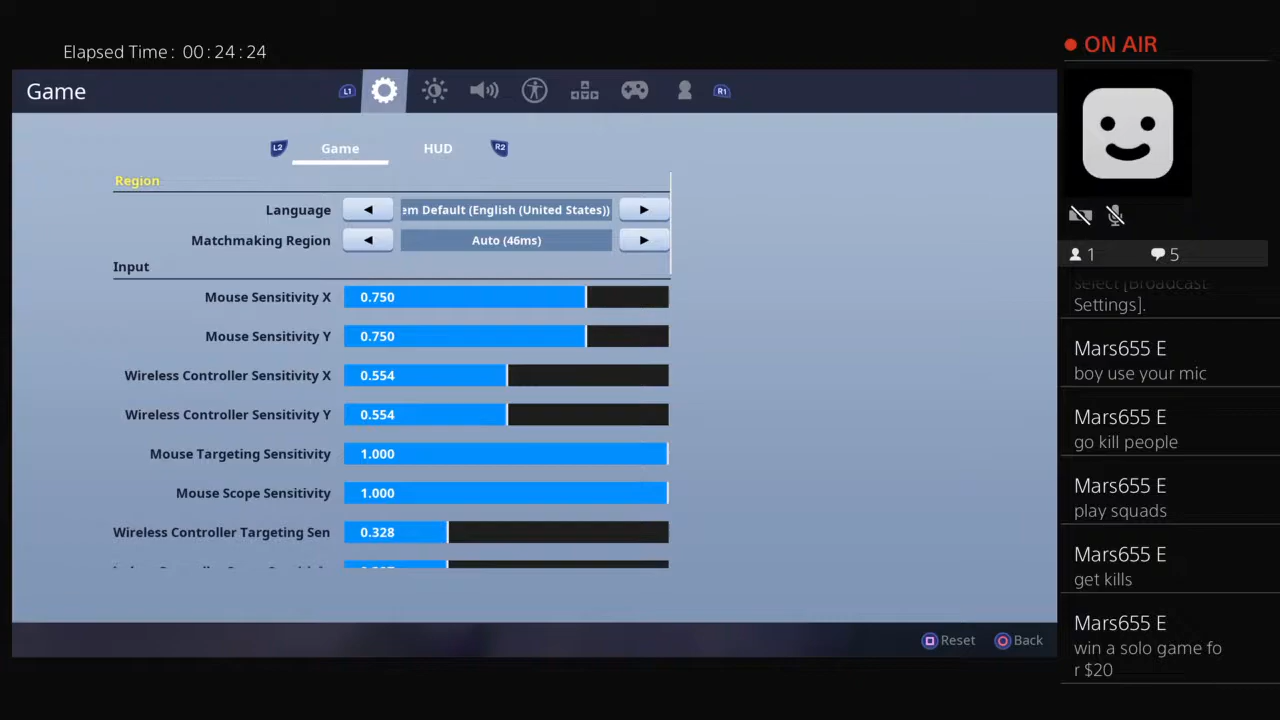 Elapsed Time: 00:24:24
ON AIR
Game
L1
R1
L2
Game
HUD
R2
Region
Language
em Default (English (United States))
Matchmaking Region
Auto (46ms)
Input
Mouse Sensitivity X
0.750
Mouse Sensitivity Y
0.750
Wireless Controller Sensitivity X
0.554
Wireless Controller Sensitivity Y
0.554
Mouse Targeting Sensitivity
1.000
Mouse Scope Sensitivity
1.000
Wireless Controller Targeting Sen
0.328
Reset
Back
1
5
select [Broadcast
Settings].
Mars655 E
boy use your mic
Mars655 E
go kill people
Mars655 E
play squads
Mars655 E
get kills
Mars655 E
win a solo game fo
r $20